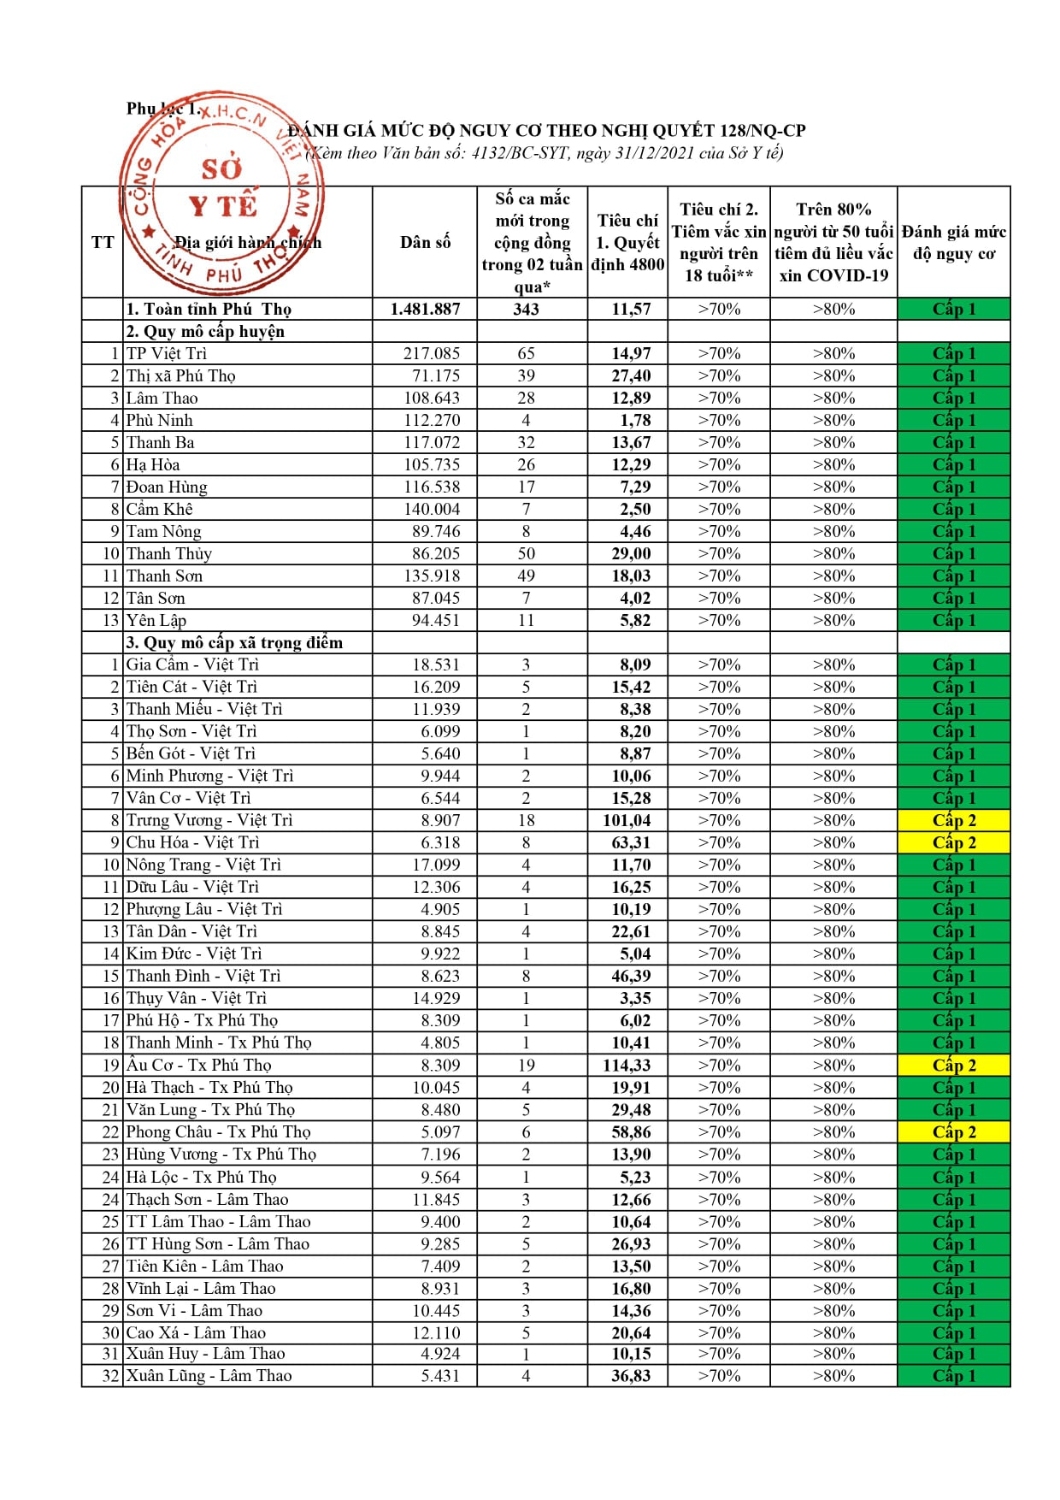 Phụ lục 1.
ĐÁNH GIÁ MỨC ĐỘ NGUY CƠ THEO NGHỊ QUYẾT 128/NQ-CP
(Kèm theo Văn bản số: 4132/BC-SYT, ngày 31/12/2021 của Sở Y tế)
CỘNG HÒA X.H.C.N VIỆT NAM
SỞ
Y TẾ
TỈNH PHÚ THỌ
TT Địa giới hành chính Dân số Số ca mắc mới trong cộng đồng trong 02 tuần qua* Tiêu chí 1. Quyết định 4800 Tiêu chí 2. Tiêm vắc xin người trên 18 tuổi** Trên 80% người từ 50 tuổi tiêm đủ liều vắc xin COVID-19 Đánh giá mức độ nguy cơ
1. Toàn tỉnh Phú Thọ 1.481.887 343 11,57 >70% >80% Cấp 1
2. Quy mô cấp huyện
1 TP Việt Trì 217.085 65 14,97 >70% >80% Cấp 1
2 Thị xã Phú Thọ 71.175 39 27,40 >70% >80% Cấp 1
3 Lâm Thao 108.643 28 12,89 >70% >80% Cấp 1
4 Phù Ninh 112.270 4 1,78 >70% >80% Cấp 1
5 Thanh Ba 117.072 32 13,67 >70% >80% Cấp 1
6 Hạ Hòa 105.735 26 12,29 >70% >80% Cấp 1
7 Đoan Hùng 116.538 17 7,29 >70% >80% Cấp 1
8 Cẩm Khê 140.004 7 2,50 >70% >80% Cấp 1
9 Tam Nông 89.746 8 4,46 >70% >80% Cấp 1
10 Thanh Thủy 86.205 50 29,00 >70% >80% Cấp 1
11 Thanh Sơn 135.918 49 18,03 >70% >80% Cấp 1
12 Tân Sơn 87.045 7 4,02 >70% >80% Cấp 1
13 Yên Lập 94.451 11 5,82 >70% >80% Cấp 1
3. Quy mô cấp xã trọng điểm
1 Gia Cẩm - Việt Trì 18.531 3 8,09 >70% >80% Cấp 1
2 Tiên Cát - Việt Trì 16.209 5 15,42 >70% >80% Cấp 1
3 Thanh Miếu - Việt Trì 11.939 2 8,38 >70% >80% Cấp 1
4 Thọ Sơn - Việt Trì 6.099 1 8,20 >70% >80% Cấp 1
5 Bến Gót - Việt Trì 5.640 1 8,87 >70% >80% Cấp 1
6 Minh Phương - Việt Trì 9.944 2 10,06 >70% >80% Cấp 1
7 Vân Cơ - Việt Trì 6.544 2 15,28 >70% >80% Cấp 1
8 Trưng Vương - Việt Trì 8.907 18 101,04 >70% >80% Cấp 2
9 Chu Hóa - Việt Trì 6.318 8 63,31 >70% >80% Cấp 2
10 Nông Trang - Việt Trì 17.099 4 11,70 >70% >80% Cấp 1
11 Dữu Lâu - Việt Trì 12.306 4 16,25 >70% >80% Cấp 1
12 Phượng Lâu - Việt Trì 4.905 1 10,19 >70% >80% Cấp 1
13 Tân Dân - Việt Trì 8.845 4 22,61 >70% >80% Cấp 1
14 Kim Đức - Việt Trì 9.922 1 5,04 >70% >80% Cấp 1
15 Thanh Đình - Việt Trì 8.623 8 46,39 >70% >80% Cấp 1
16 Thụy Vân - Việt Trì 14.929 1 3,35 >70% >80% Cấp 1
17 Phú Hộ - Tx Phú Thọ 8.309 1 6,02 >70% >80% Cấp 1
18 Thanh Minh - Tx Phú Thọ 4.805 1 10,41 >70% >80% Cấp 1
19 Âu Cơ - Tx Phú Thọ 8.309 19 114,33 >70% >80% Cấp 2
20 Hà Thạch - Tx Phú Thọ 10.045 4 19,91 >70% >80% Cấp 1
21 Văn Lung - Tx Phú Thọ 8.480 5 29,48 >70% >80% Cấp 1
22 Phong Châu - Tx Phú Thọ 5.097 6 58,86 >70% >80% Cấp 2
23 Hùng Vương - Tx Phú Thọ 7.196 2 13,90 >70% >80% Cấp 1
24 Hà Lộc - Tx Phú Thọ 9.564 1 5,23 >70% >80% Cấp 1
24 Thạch Sơn - Lâm Thao 11.845 3 12,66 >70% >80% Cấp 1
25 TT Lâm Thao - Lâm Thao 9.400 2 10,64 >70% >80% Cấp 1
26 TT Hùng Sơn - Lâm Thao 9.285 5 26,93 >70% >80% Cấp 1
27 Tiên Kiên - Lâm Thao 7.409 2 13,50 >70% >80% Cấp 1
28 Vĩnh Lại - Lâm Thao 8.931 3 16,80 >70% >80% Cấp 1
29 Sơn Vi - Lâm Thao 10.445 3 14,36 >70% >80% Cấp 1
30 Cao Xá - Lâm Thao 12.110 5 20,64 >70% >80% Cấp 1
31 Xuân Huy - Lâm Thao 4.924 1 10,15 >70% >80% Cấp 1
32 Xuân Lũng - Lâm Thao 5.431 4 36,83 >70% >80% Cấp 1